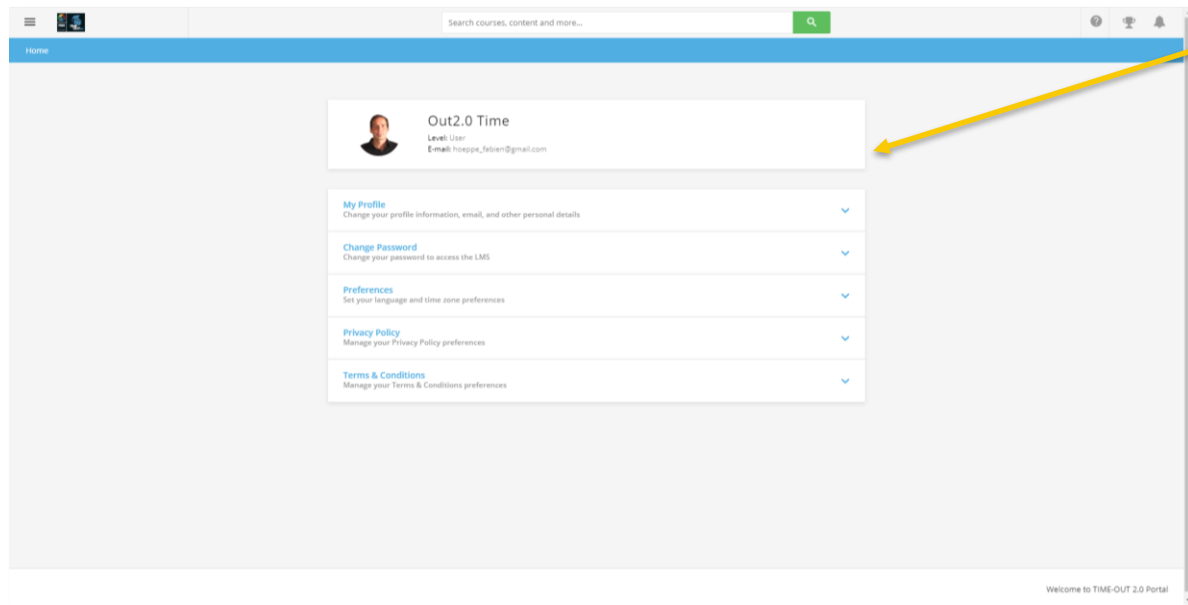 Search courses, content and more...
Home
Out2.0 Time
Level: User
E-mail: hoeppe_fabien@gmail.com
My Profile
Change your profile information, email, and other personal details
Change Password
Change your password to access the LMS
Preferences
Set your language and time zone preferences
Privacy Policy
Manage your Privacy Policy preferences
Terms & Conditions
Manage your Terms & Conditions preferences
Welcome to TIME-OUT 2.0 Portal